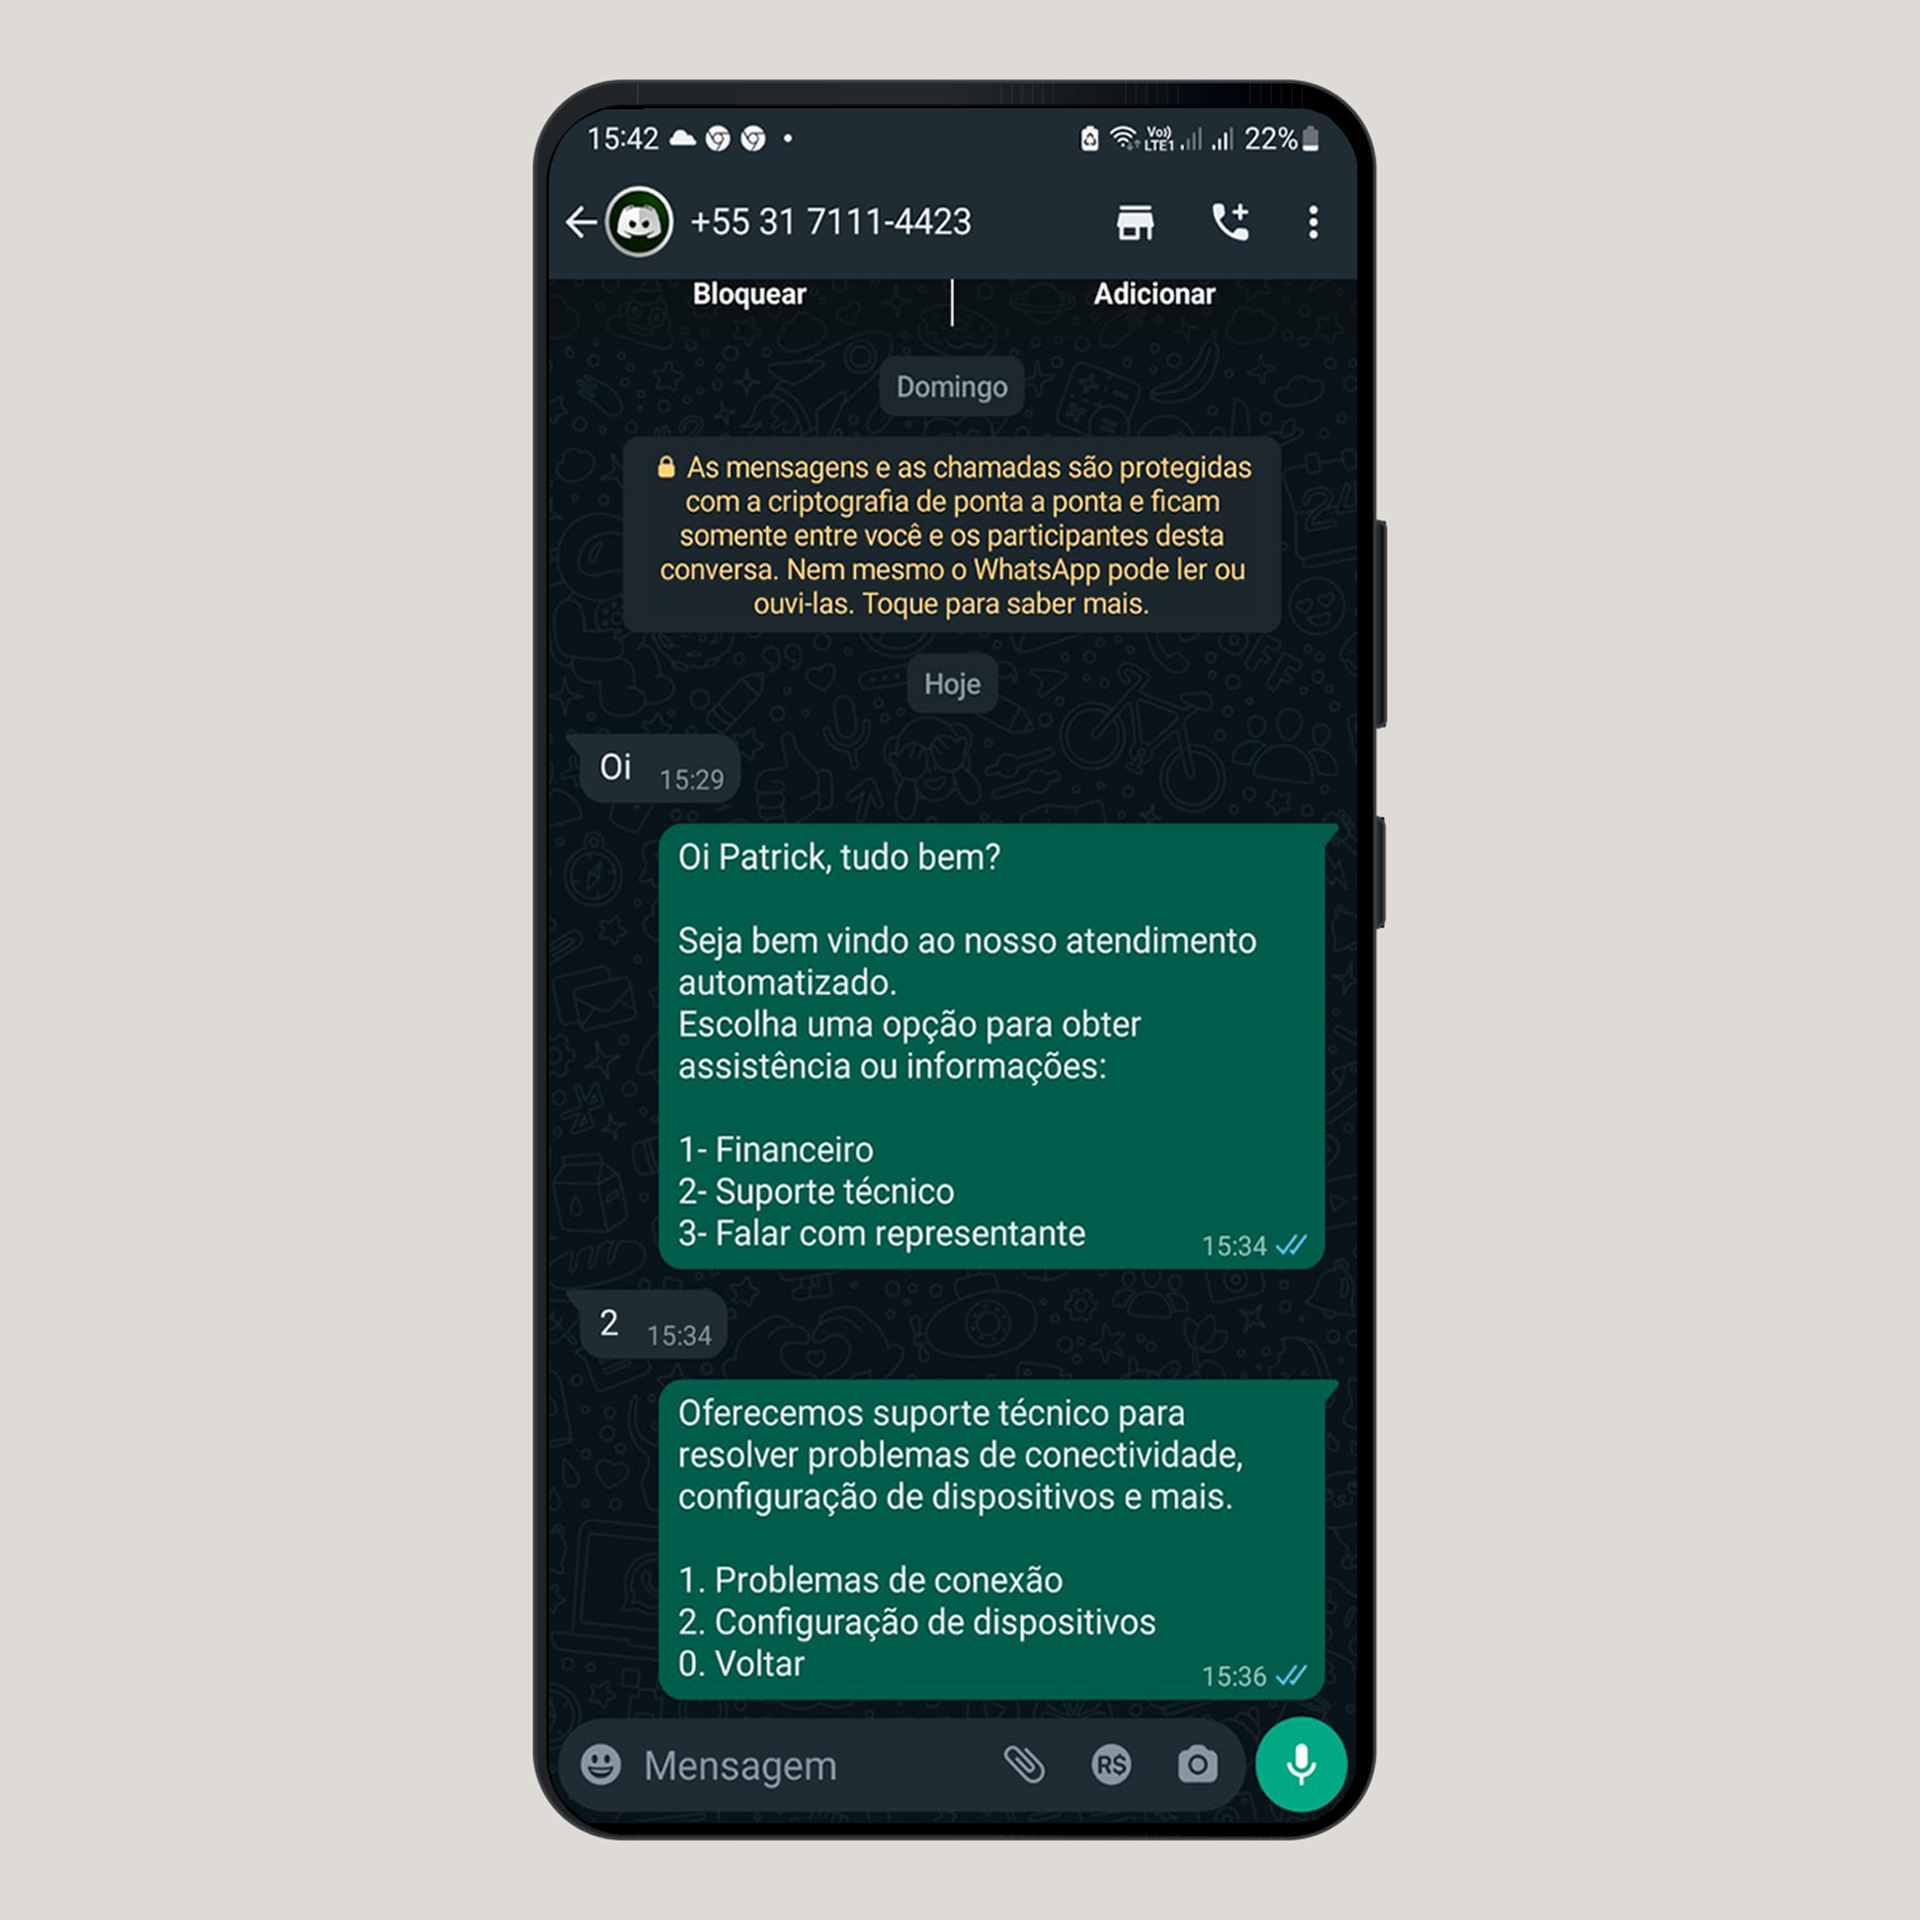 15:42 Vo)) LTE1 22%
+55 31 7111-4423
Bloquear Adicionar
Domingo
As mensagens e as chamadas são protegidas
com a criptografia de ponta a ponta e ficam
somente entre você e os participantes desta
conversa. Nem mesmo o WhatsApp pode ler ou
ouvi-las. Toque para saber mais.
Hoje
Oi 15:29
Oi Patrick, tudo bem?
Seja bem vindo ao nosso atendimento
automatizado.
Escolha uma opção para obter
assistência ou informações:
1- Financeiro
2- Suporte técnico
3- Falar com representante
15:34
2 15:34
Oferecemos suporte técnico para
resolver problemas de conectividade,
configuração de dispositivos e mais.
1. Problemas de conexão
2. Configuração de dispositivos
0. Voltar
15:36
Mensagem R$